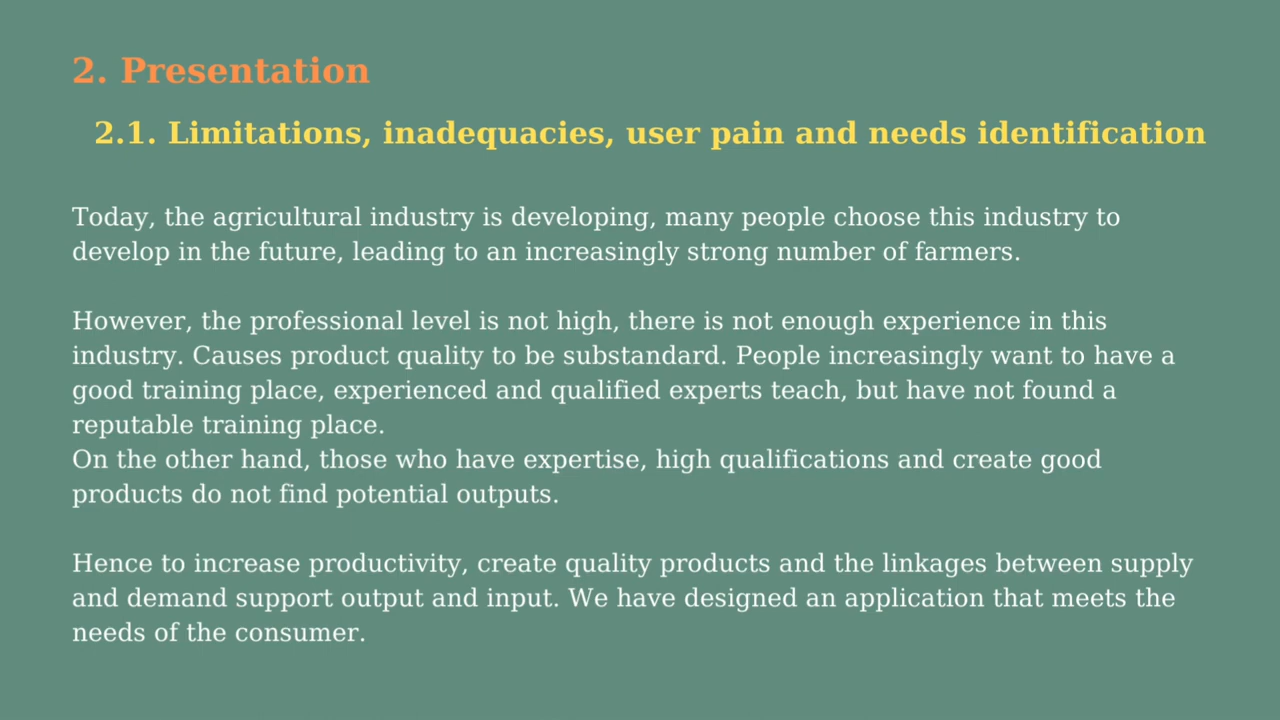 2. Presentation
2.1. Limitations, inadequacies, user pain and needs identification
Today, the agricultural industry is developing, many people choose this industry to
develop in the future, leading to an increasingly strong number of farmers.
However, the professional level is not high, there is not enough experience in this
industry. Causes product quality to be substandard. People increasingly want to have a
good training place, experienced and qualified experts teach, but have not found a
reputable training place.
On the other hand, those who have expertise, high qualifications and create good
products do not find potential outputs.
Hence to increase productivity, create quality products and the linkages between supply
and demand support output and input. We have designed an application that meets the
needs of the consumer.